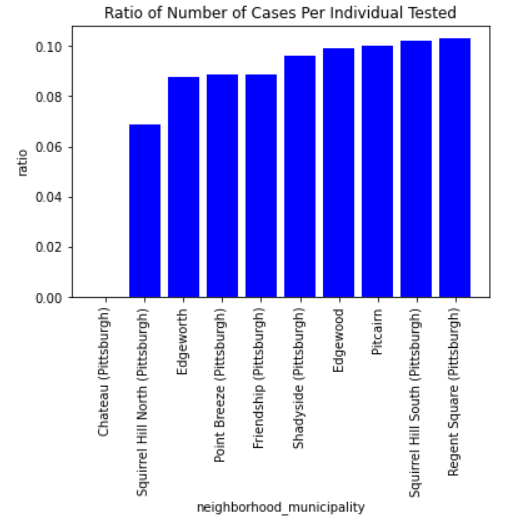 Ratio of Number of Cases Per Individual Tested
0.10
0.08
0.06
0.04
0.02
0.00
ratio
Chateau (Pittsburgh)
Squirrel Hill North (Pittsburgh)
Edgeworth
Point Breeze (Pittsburgh)
Friendship (Pittsburgh)
Shadyside (Pittsburgh)
Edgewood
Pitcairn
Squirrel Hill South (Pittsburgh)
Regent Square (Pittsburgh)
neighborhood_municipality